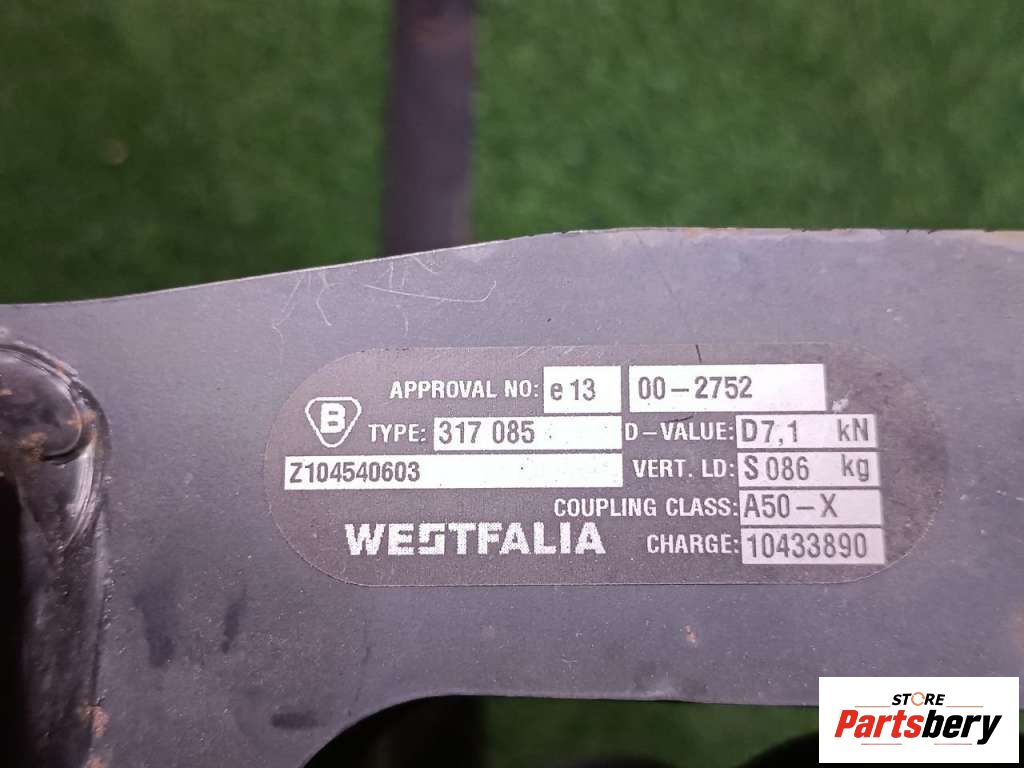 APPROVAL NO: e 13 00-2752
B TYPE: 317 085 D-VALUE: D7,1 kN
Z104540603 VERT. LD: S 086 kg
COUPLING CLASS: A50-X
WESTFALIA CHARGE: 10433890
STORE
Partsbery